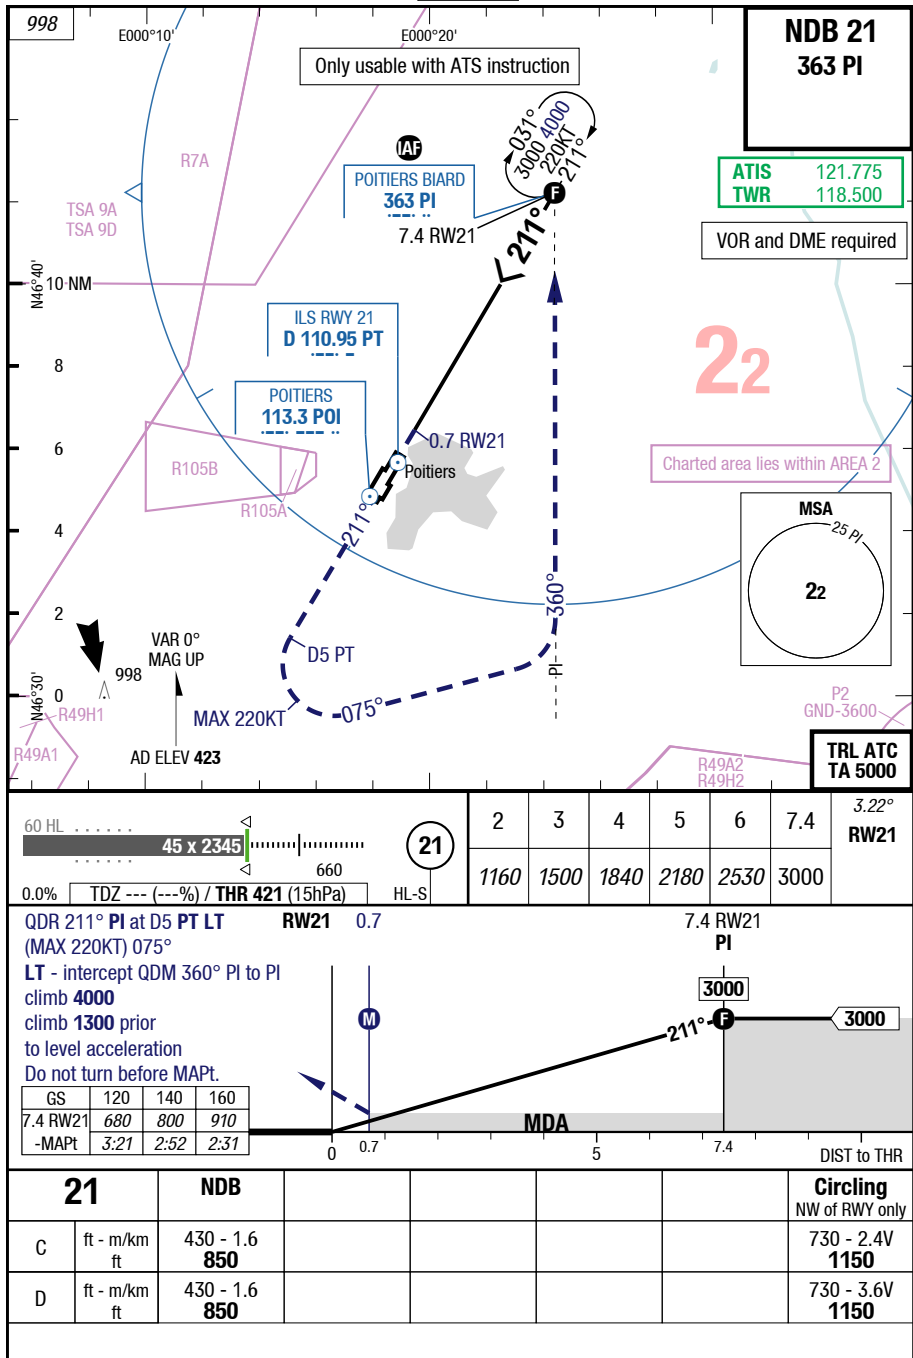 998
E000°10'
E000°20'
NDB 21
363 PI
Only usable with ATS instruction
031°
3000 4000
220KT
211°
IAF
POITIERS BIARD
363 PI
F
7.4 RW21
211°
R7A
TSA 9A
TSA 9D
ATIS 121.775
TWR 118.500
VOR and DME required
N46°40'
10 NM
ILS RWY 21
D 110.95 PT
22
8
POITIERS
113.3 POI
6
0.7 RW21
Poitiers
R105B
R105A
Charted area lies within AREA 2
MSA
25 PI
22
4
211°
360°
2
VAR 0°
MAG UP
D5 PT
PI
998
0
N46°30'
MAX 220KT
075°
R49H1
R49A1
AD ELEV 423
P2
GND-3600
R49A2
R49H2
TRL ATC
TA 5000
60 HL
45 x 2345
660
0.0%
TDZ --- (---%) / THR 421 (15hPa)
21
HL-S
2 3 4 5 6 7.4 3.22° RW21
1160 1500 1840 2180 2530 3000
QDR 211° PI at D5 PT LT
(MAX 220KT) 075°
LT - intercept QDM 360° PI to PI
climb 4000
climb 1300 prior
to level acceleration
Do not turn before MAPt.
RW21 0.7
7.4 RW21
PI
3000
M
211°
F
3000
MDA
GS 120 140 160
7.4 RW21 680 800 910
-MAPt 3:21 2:52 2:31
0 0.7 5 7.4 DIST to THR
21 NDB Circling
NW of RWY only
C ft - m/km 430 - 1.6 730 - 2.4V
ft 850 1150
D ft - m/km 430 - 1.6 730 - 3.6V
ft 850 1150